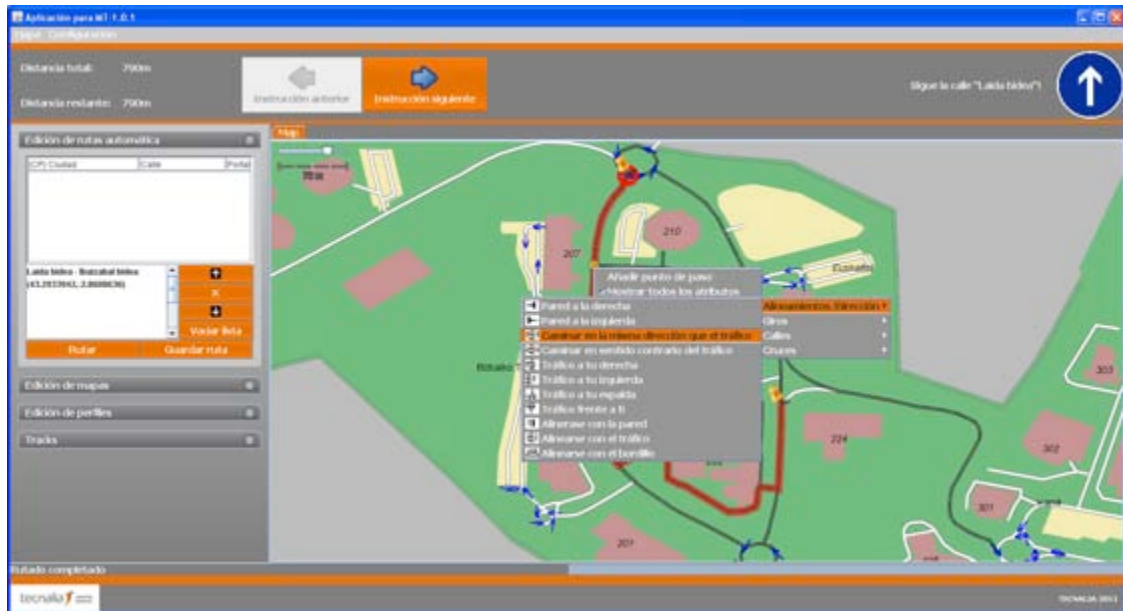 Aplicación para MT 1.0.1
Mapa Configuración
Distancia total: 790m
Distancia restante: 790m
Instrucción anterior
Instrucción siguiente
Sigue la calle "Laida bidea"!
Edición de rutas automática
(CP) Ciudad Calle Portal
Laida bidea - Ibaizabal bidea
Vaciar lista
Rutar Guardar ruta
Edición de mapas
Edición de perfiles
Tracks
Map
70 m
207
210
Añadir punto de paso
Mostrar todos los atributos
Alineamientos /Dirección
Giros
Calles
Cruces
Pared a la derecha
Pared a la izquierda
Caminar en la misma dirección que el tráfico
Caminar en sentido contrario del tráfico
Tráfico a tu derecha
Tráfico a tu izquierda
Tráfico a tu espalda
Tráfico frente a ti
Alinearse con la pared
Alinearse con el tráfico
Alinearse con el bordillo
303
224
302
301
201
Rutado completado
tecnalia
TECNALIA 2011